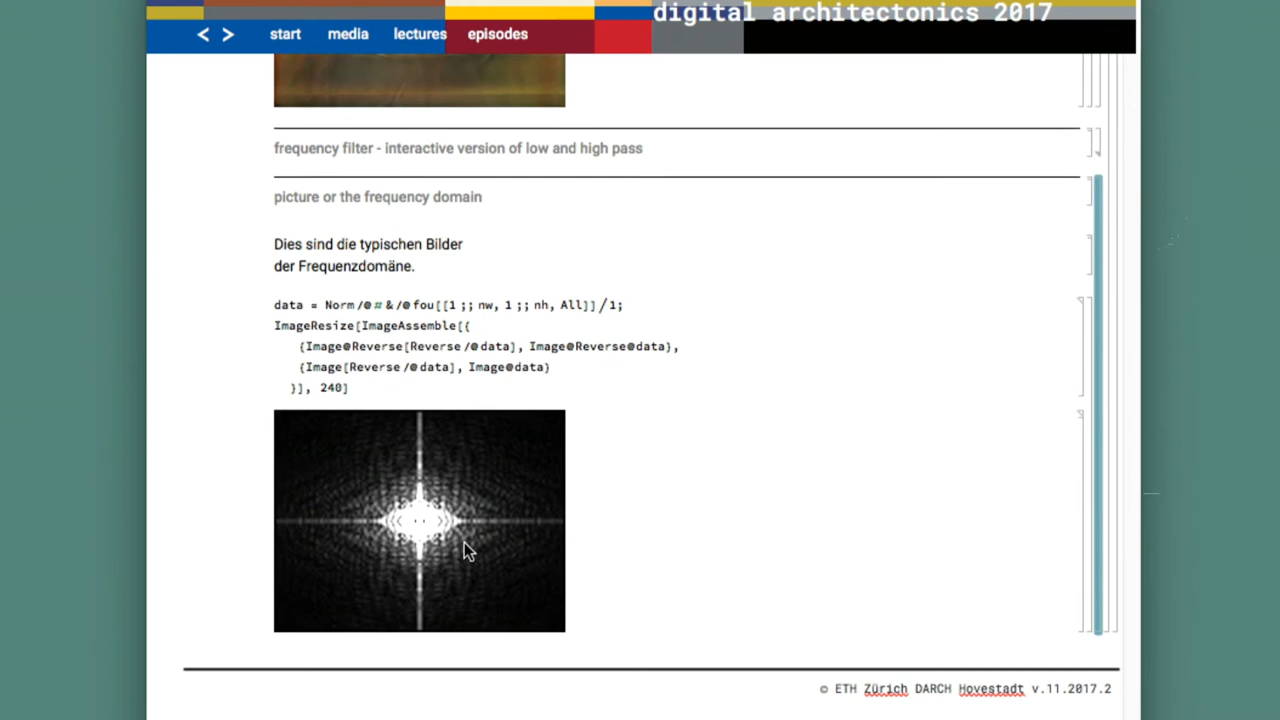 digital architectonics 2017
< > start media lectures episodes
frequency filter - interactive version of low and high pass
picture or the frequency domain
Dies sind die typischen Bilder
der Frequenzdomäne.
data = Norm /@ # & /@ fou[[1 ;; nw, 1 ;; nh, All]] / 1;
ImageResize[ImageAssemble[{
{Image@Reverse[Reverse /@ data], Image@Reverse@data},
{Image[Reverse /@ data], Image@data}
}], 240]
© ETH Zürich DARCH Hovestadt v.11.2017.2